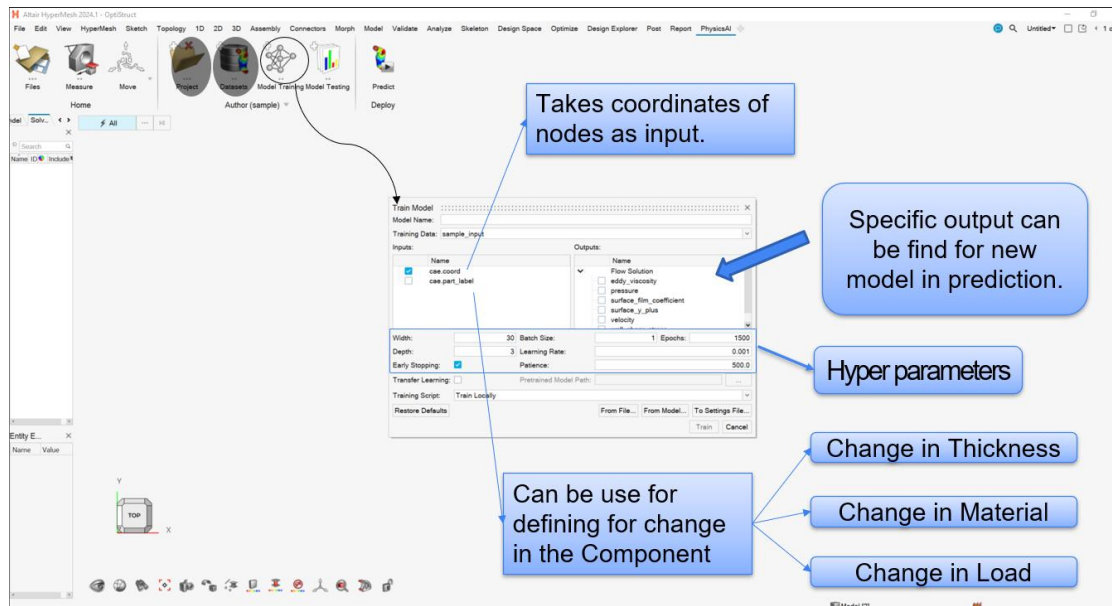 Altair HyperMesh 2024.1 - OptiStruct
File Edit View HyperMesh Sketch Topology 1D 2D 3D Assembly Connectors Morph Model Validate Analyze Skeleton Design Space Optimize Design Explorer Post Report PhysicsAI
Untitled
Files Measure Move Project Datasets Model Training Model Testing Predict
Home Author (sample) Deploy
Solv...
All
Search
Name ID Include
Takes coordinates of
nodes as input.
Train Model
Model Name:
Training Data: sample_input
Inputs: Outputs:
Name Name
cae.coord Flow Solution
cae.part_label eddy_viscosity
pressure
surface_film_coefficient
surface_y_plus
velocity
Width: 30 Batch Size: 1 Epochs: 1500
Depth: 3 Learning Rate: 0.001
Early Stopping: Patience: 500.0
Transfer Learning: Pretrained Model Path: ...
Training Script: Train Locally
Restore Defaults From File... From Model... To Settings File...
Train Cancel
Specific output can
be find for new
model in prediction.
Hyper parameters
Can be use for
defining for change
in the Component
Change in Thickness
Change in Material
Change in Load
Entity E...
Name Value
Y
TOP
X